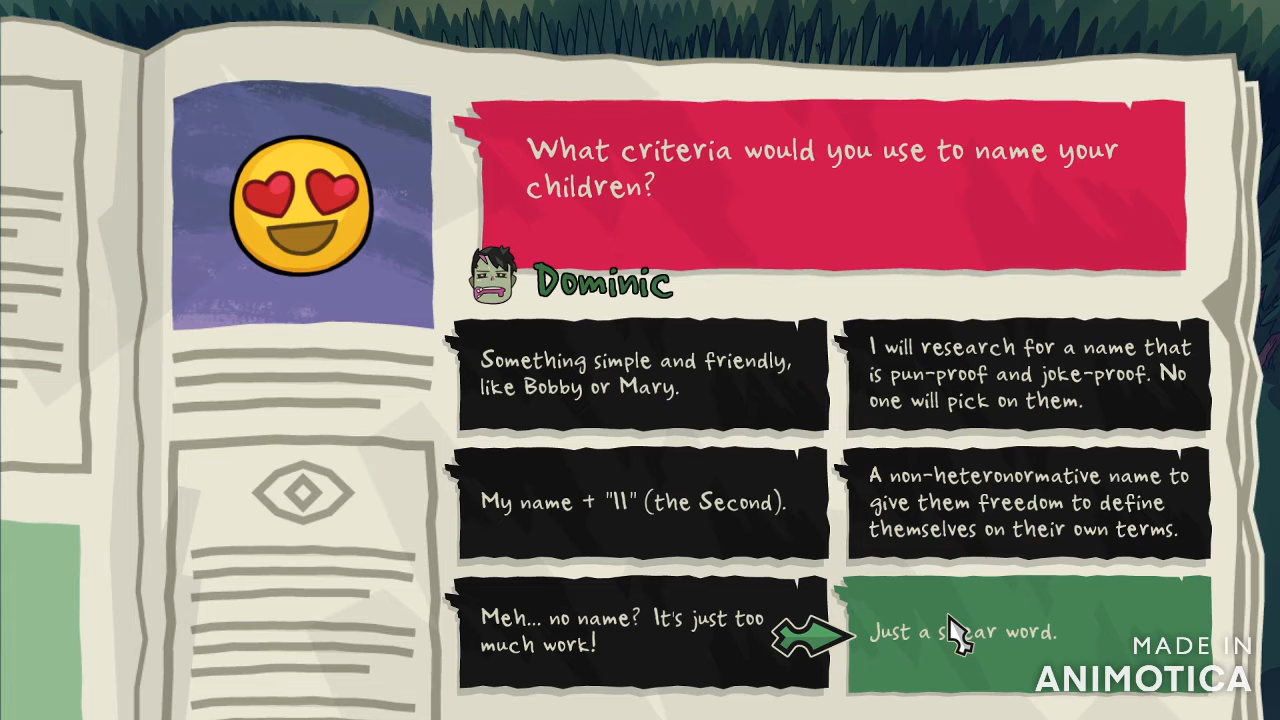 What criteria would you use to name your
children?
Dominic
Something simple and friendly,
like Bobby or Mary.
I will research for a name that
is pun-proof and joke-proof. No
one will pick on them.
My name + "II" (the Second).
A non-heteronormative name to
give them freedom to define
themselves on their own terms.
Meh... no name? It's just too
much work!
Just a swear word.
MADE IN
ANIMOTICA